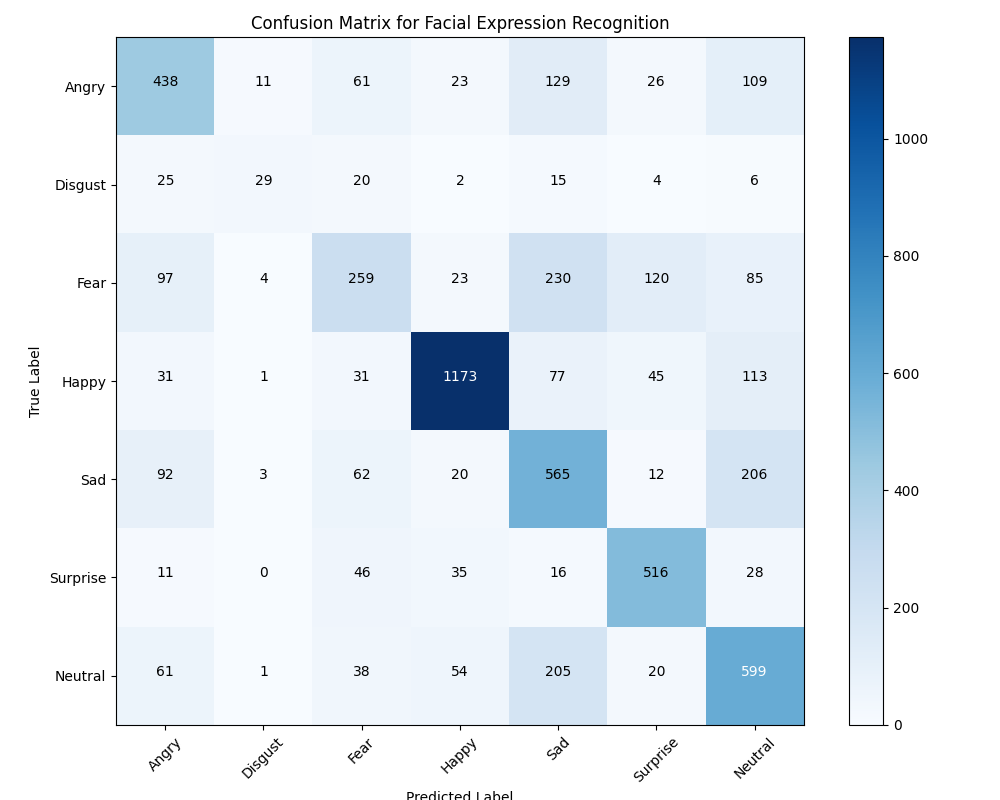 Confusion Matrix for Facial Expression Recognition
Angry 438 11 61 23 129 26 109
Disgust 25 29 20 2 15 4 6
Fear 97 4 259 23 230 120 85
Happy 31 1 31 1173 77 45 113
Sad 92 3 62 20 565 12 206
Surprise 11 0 46 35 16 516 28
Neutral 61 1 38 54 205 20 599
True Label
Angry Disgust Fear Happy Sad Surprise Neutral
Predicted Label
1000
800
600
400
200
0